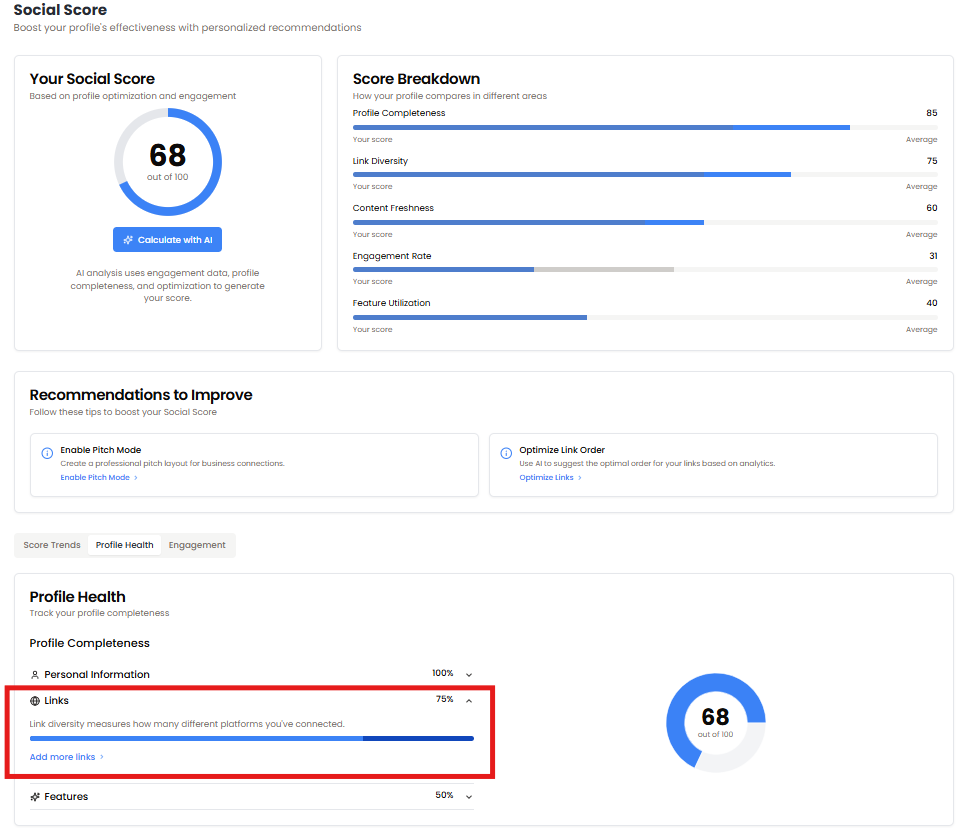 Social Score
Boost your profile's effectiveness with personalized recommendations
Your Social Score
Based on profile optimization and engagement
68
out of 100
Calculate with AI
AI analysis uses engagement data, profile
completeness, and optimization to generate
your score.
Score Breakdown
How your profile compares in different areas
Profile Completeness 85
Your score Average
Link Diversity 75
Your score Average
Content Freshness 60
Your score Average
Engagement Rate 31
Your score Average
Feature Utilization 40
Your score Average
Recommendations to Improve
Follow these tips to boost your Social Score
Enable Pitch Mode
Create a professional pitch layout for business connections.
Enable Pitch Mode
Optimize Link Order
Use AI to suggest the optimal order for your links based on analytics.
Optimize Links
Score Trends Profile Health Engagement
Profile Health
Track your profile completeness
Profile Completeness
Personal Information 100%
Links 75%
Link diversity measures how many different platforms you've connected.
Add more links
Features 50%
68
out of 100